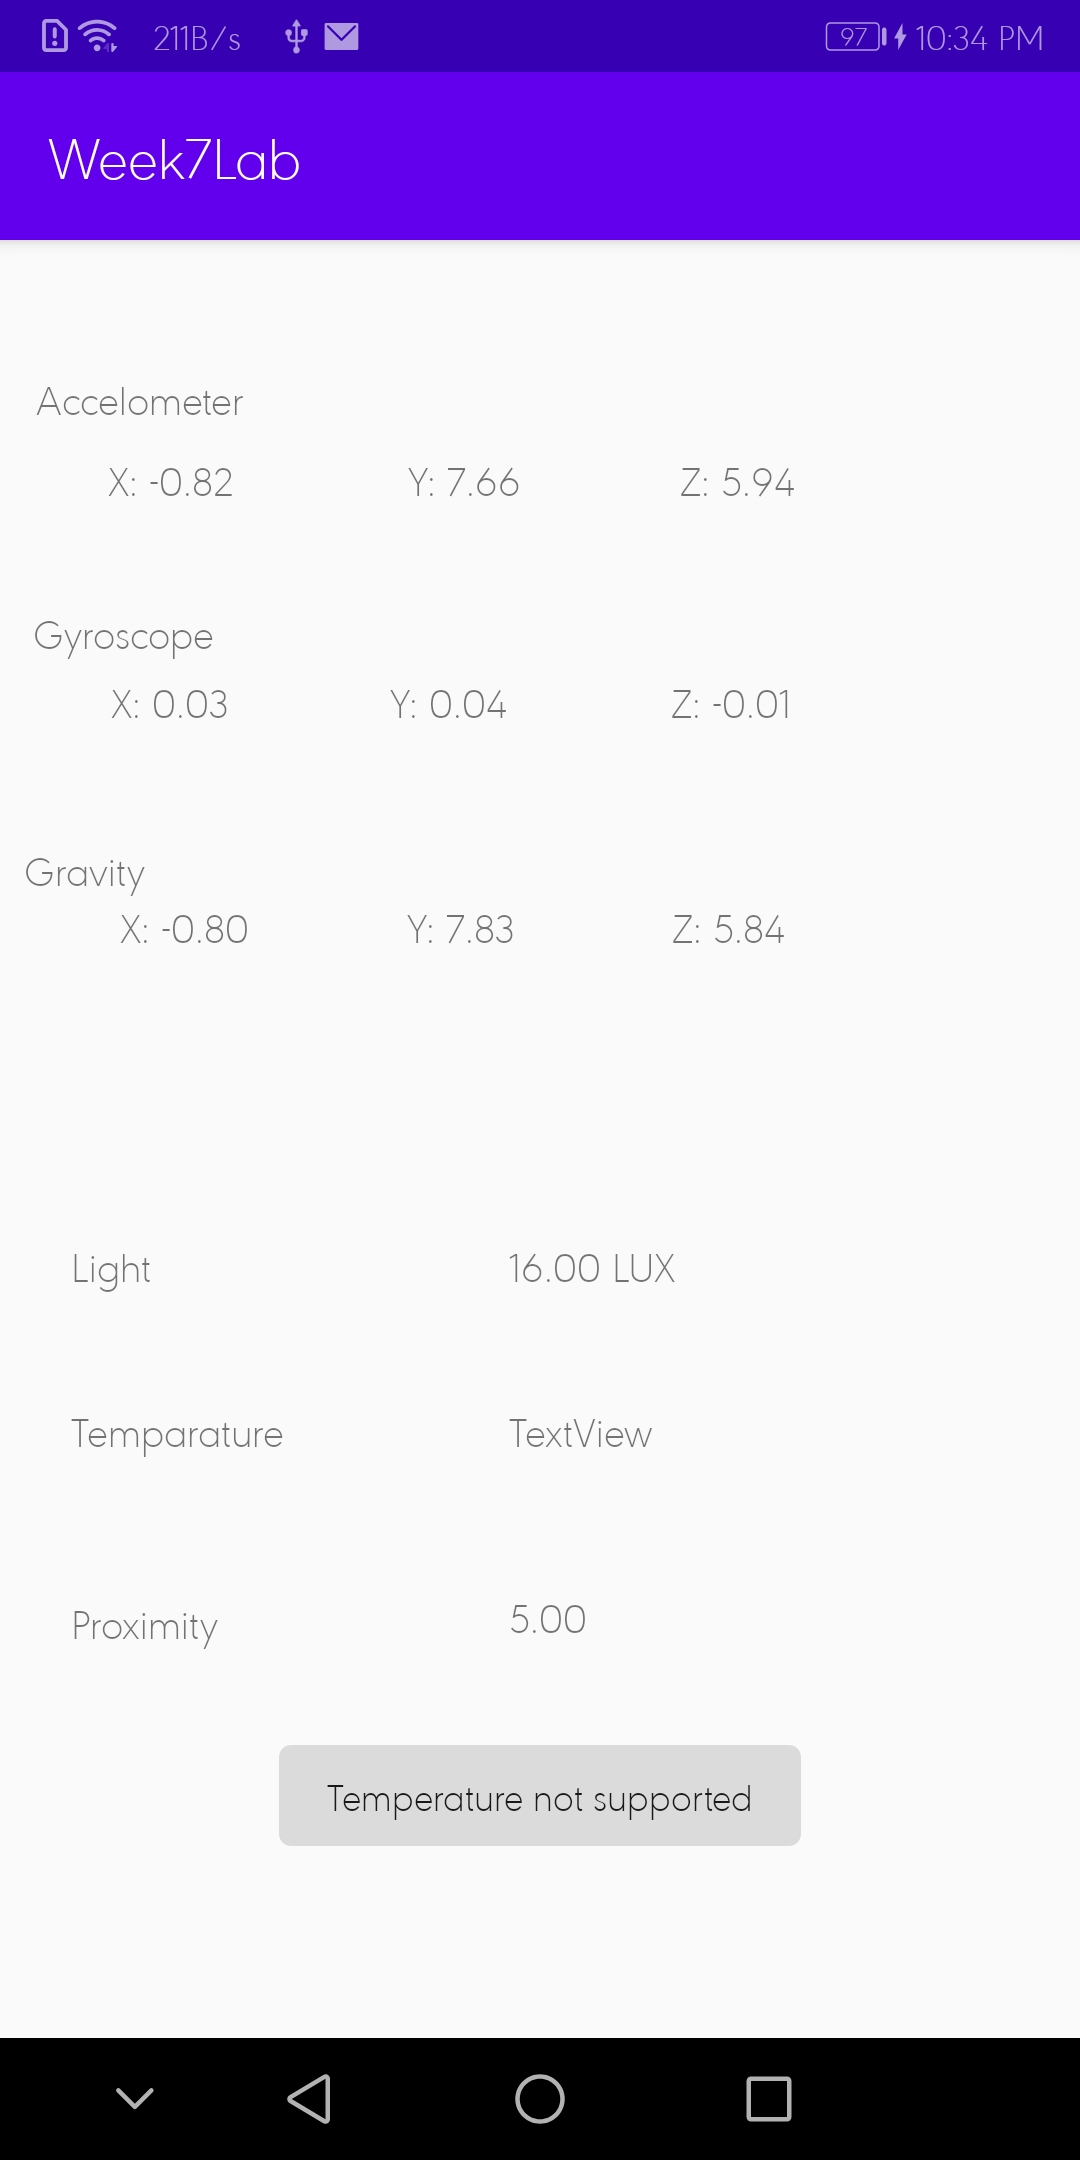 211B/s 97 10:34 PM
Week7Lab
Accelometer
X: -0.82 Y: 7.66 Z: 5.94
Gyroscope
X: 0.03 Y: 0.04 Z: -0.01
Gravity
X: -0.80 Y: 7.83 Z: 5.84
Light 16.00 LUX
Temparature TextView
Proximity 5.00
Temperature not supported